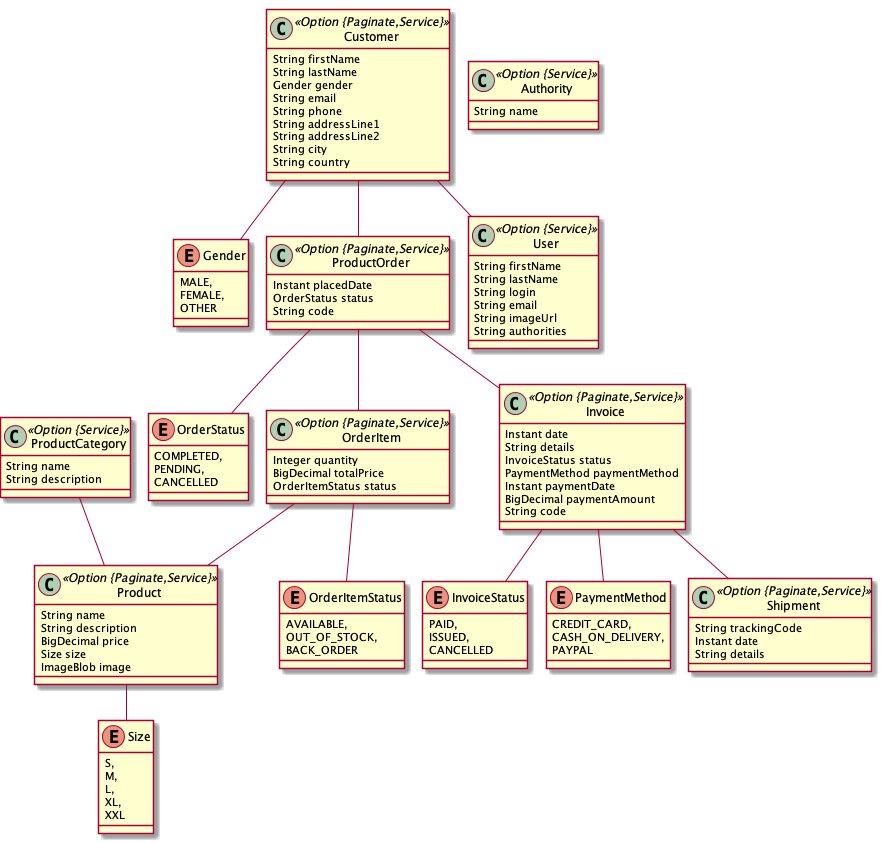 C «Option {Paginate,Service}»
Customer
String firstName
String lastName
Gender gender
String email
String phone
String addressLine1
String addressLine2
String city
String country
C «Option {Service}»
Authority
String name
E Gender
MALE,
FEMALE,
OTHER
C «Option {Paginate,Service}»
ProductOrder
Instant placedDate
OrderStatus status
String code
C «Option {Service}»
User
String firstName
String lastName
String login
String email
String imageUrl
String authorities
C «Option {Service}»
ProductCategory
String name
String description
E OrderStatus
COMPLETED,
PENDING,
CANCELLED
C «Option {Paginate,Service}»
OrderItem
Integer quantity
BigDecimal totalPrice
OrderItemStatus status
C «Option {Paginate,Service}»
Invoice
Instant date
String details
InvoiceStatus status
PaymentMethod paymentMethod
Instant paymentDate
BigDecimal paymentAmount
String code
C «Option {Paginate,Service}»
Product
String name
String description
BigDecimal price
Size size
ImageBlob image
E OrderItemStatus
AVAILABLE,
OUT_OF_STOCK,
BACK_ORDER
E InvoiceStatus
PAID,
ISSUED,
CANCELLED
E PaymentMethod
CREDIT_CARD,
CASH_ON_DELIVERY,
PAYPAL
C «Option {Paginate,Service}»
Shipment
String trackingCode
Instant date
String details
E Size
S,
M,
L,
XL,
XXL